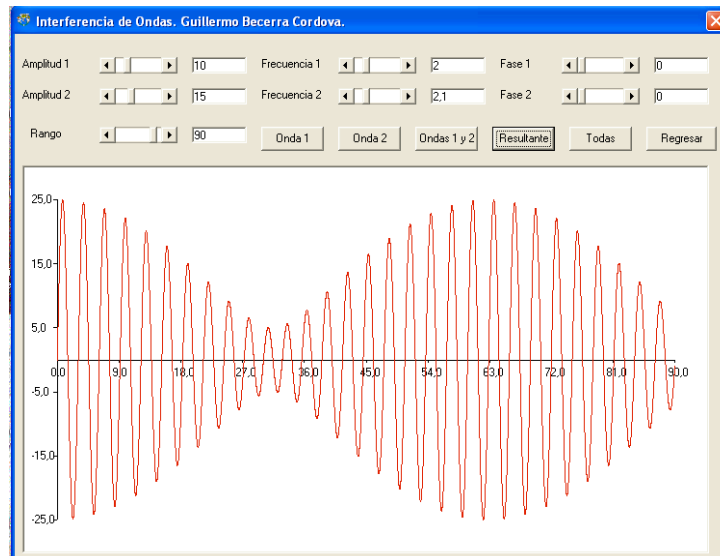 Interferencia de Ondas. Guillermo Becerra Cordova.
Amplitud 1 10 Frecuencia 1 2 Fase 1 0
Amplitud 2 15 Frecuencia 2 2,1 Fase 2 0
Rango 90 Onda 1 Onda 2 Ondas 1 y 2 Resultante Todas Regresar
25,0
15,0
5,0
0,0 9,0 18,0 27,0 36,0 45,0 54,0 63,0 72,0 81,0 90,0
-5,0
-15,0
-25,0